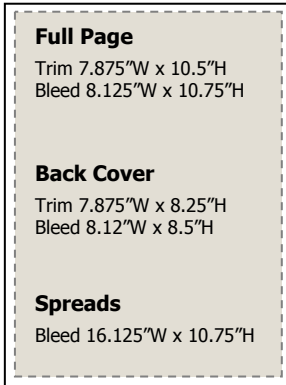 Full Page
Trim 7.875”W x 10.5”H
Bleed 8.125”W x 10.75”H
Back Cover
Trim 7.875”W x 8.25”H
Bleed 8.12”W x 8.5”H
Spreads
Bleed 16.125”W x 10.75”H